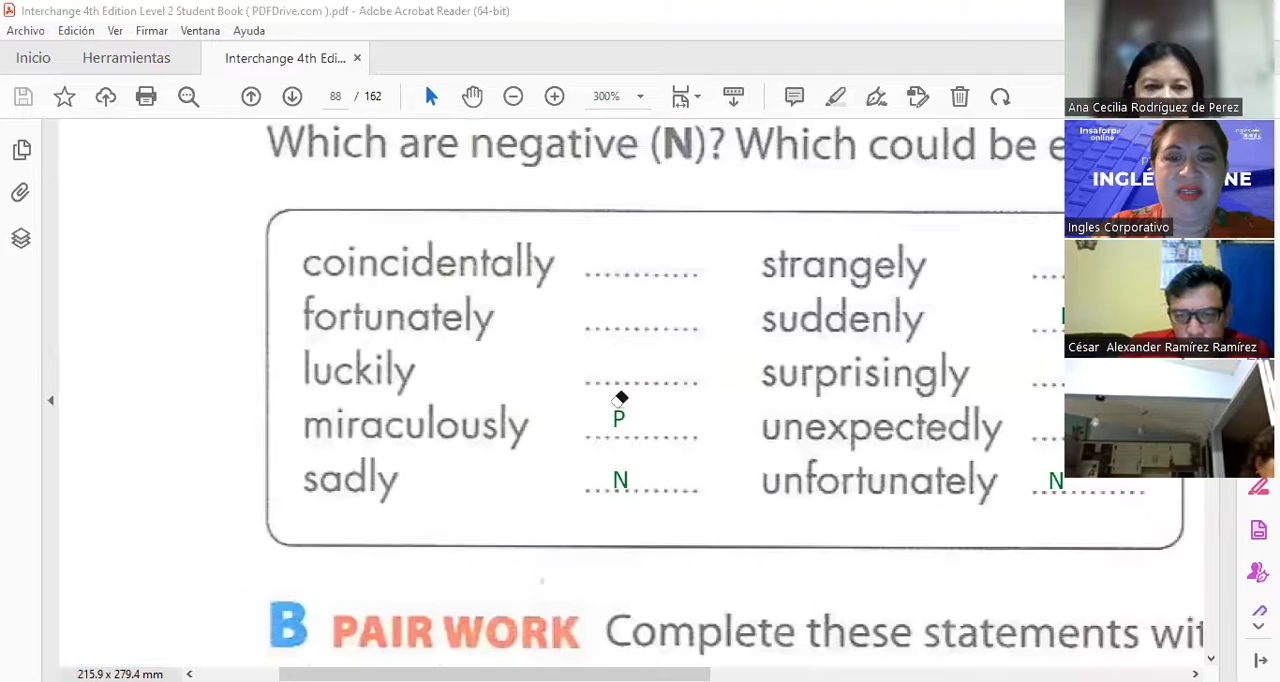 Interchange 4th Edition Level 2 Student Book ( PDFDrive.com ).pdf - Adobe Acrobat Reader (64-bit)
Archivo Edición Ver Firmar Ventana Ayuda
Inicio Herramientas Interchange 4th Edi... ×
88 / 162 300%
Which are negative (N)? Which could be e
coincidentally ............ strangely ....
fortunately ............ suddenly
luckily ............ surprisingly ....
miraculously P ............ unexpectedly ....
sadly N ............ unfortunately N ............
B PAIR WORK Complete these statements wit
215.9 x 279.4 mm
Ana Cecilia Rodríguez de Perez
Insaforp
online
INGLÉ NE
Ingles Corporativo
César Alexander Ramírez Ramírez